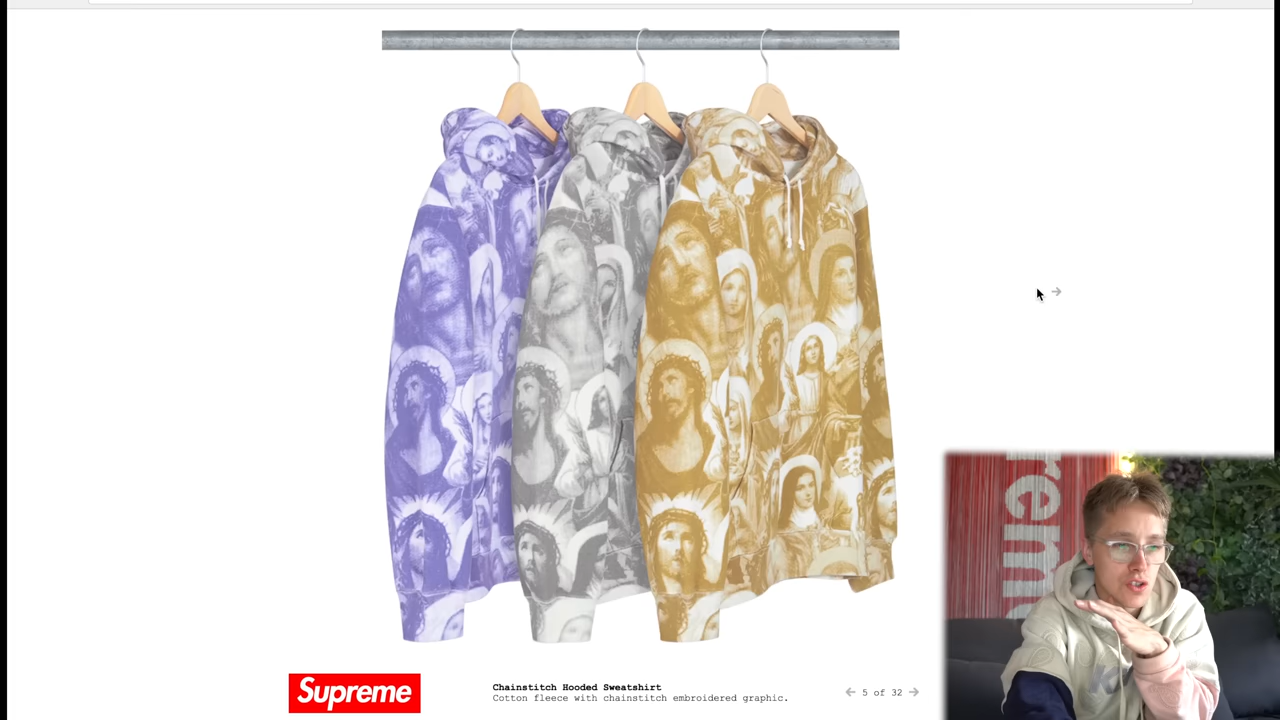 Supreme
Chainstitch Hooded Sweatshirt
Cotton fleece with chainstitch embroidered graphic.
5 of 32